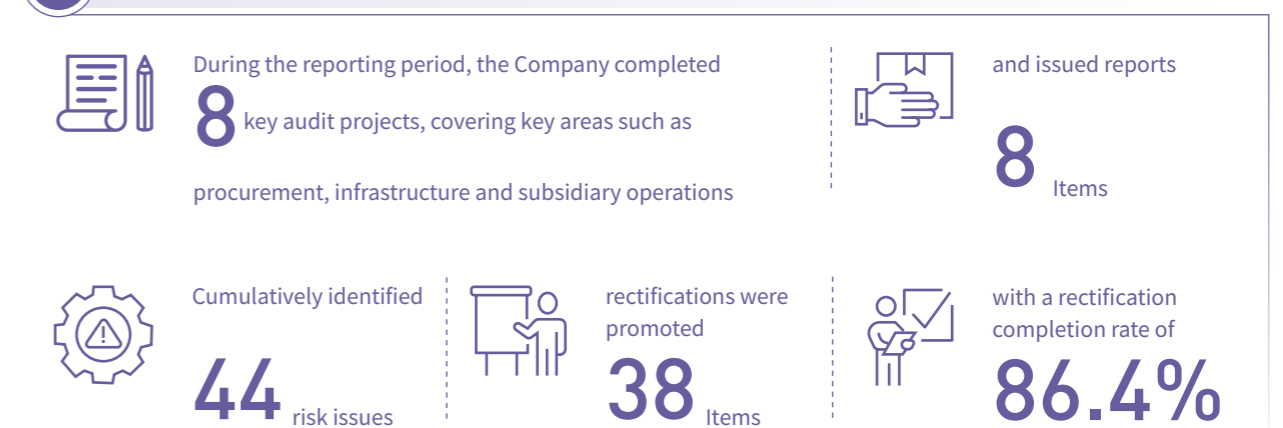 During the reporting period, the Company completed
8 key audit projects, covering key areas such as
procurement, infrastructure and subsidiary operations
and issued reports
8 Items
Cumulatively identified
44 risk issues
rectifications were
promoted
38 Items
with a rectification
completion rate of
86.4%